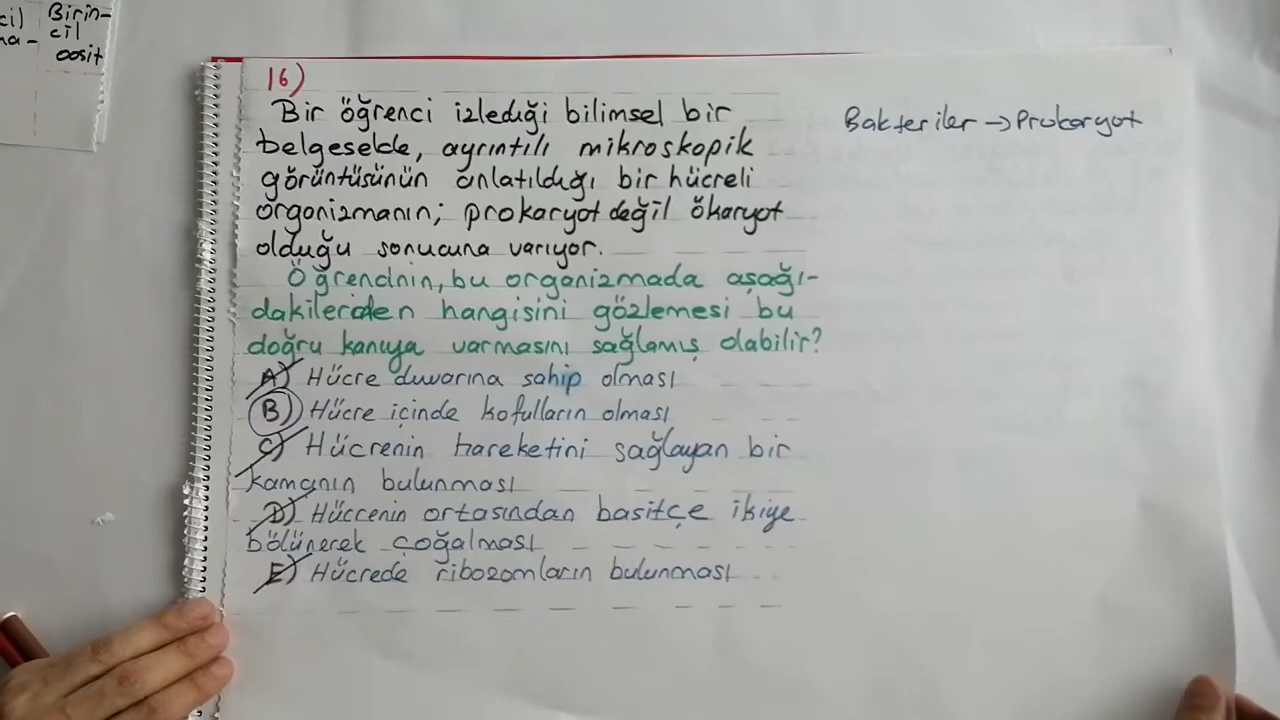 cil
na-
Birin-
cil
oosit
16)
Bir öğrenci izlediği bilimsel bir
belgeselde, ayrıntılı mikroskopik
görüntüsünün anlatıldığı bir hücreli
organizmanın; prokaryot değil ökaryot
olduğu sonucuna varıyor.
Öğrencinin, bu organizmada aşağı-
dakilerden hangisini gözlemesi bu
doğru kanıya varmasını sağlamış olabilir?
A) Hücre duvarına sahip olması
B) Hücre içinde kofulların olması
C) Hücrenin hareketini sağlayan bir
kamçının bulunması
D) Hücrenin ortasından basitçe ikiye
bölünerek çoğalması
E) Hücrede ribozomların bulunması
Bakteriler → Prokaryot